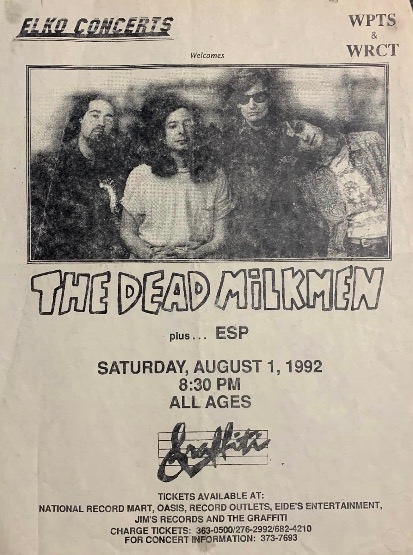 ELKO CONCERTS
WPTS
&
WRCT
Welcomes
THE DEAD MiLKMEN
plus... ESP
SATURDAY, AUGUST 1, 1992
8:30 PM
ALL AGES
Graffiti
TICKETS AVAILABLE AT:
NATIONAL RECORD MART, OASIS, RECORD OUTLETS, EIDE'S ENTERTAINMENT,
JIM'S RECORDS AND THE GRAFFITI
CHARGE TICKETS: 363-0500/276-2992/682-4210
FOR CONCERT INFORMATION: 373-7693